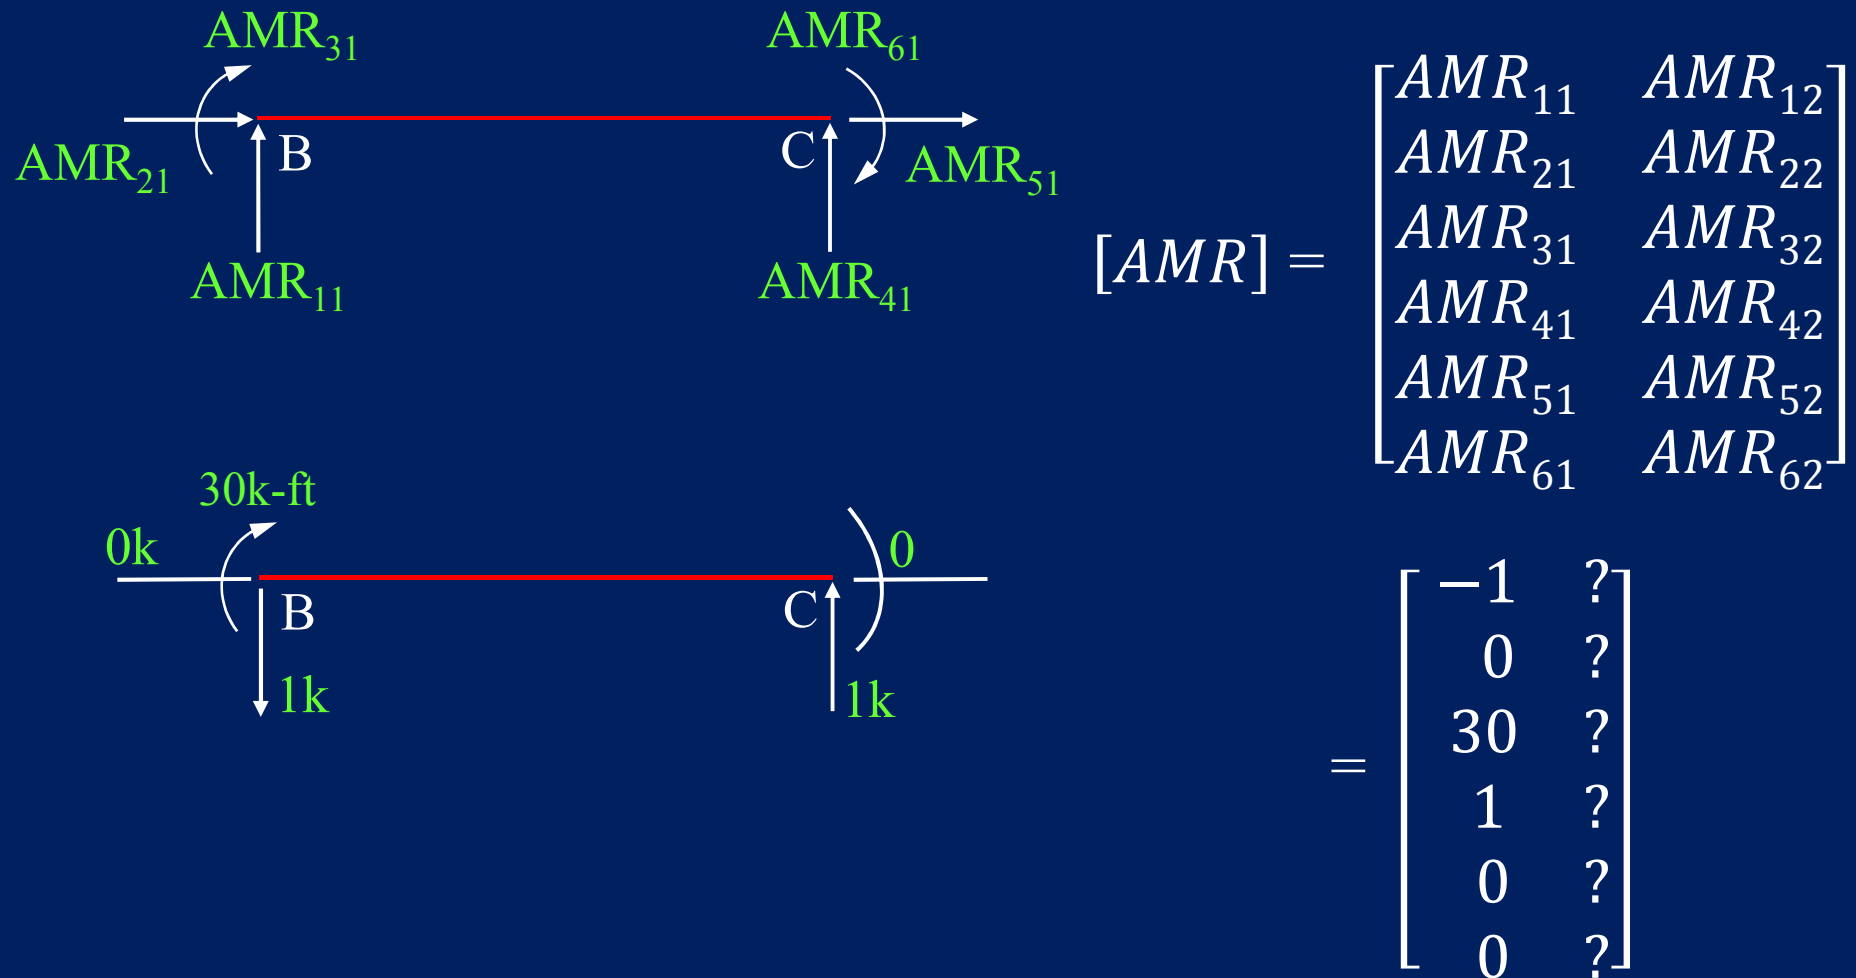 AMR₃₁ AMR₆₁
AMR₂₁ B C AMR₅₁
AMR₁₁ AMR₄₁
[AMR] =
AMR₁₁ AMR₁₂
AMR₂₁ AMR₂₂
AMR₃₁ AMR₃₂
AMR₄₁ AMR₄₂
AMR₅₁ AMR₅₂
AMR₆₁ AMR₆₂
30k-ft
0k 0
B C
1k 1k
=
−1 ?
0 ?
30 ?
1 ?
0 ?
0 ?